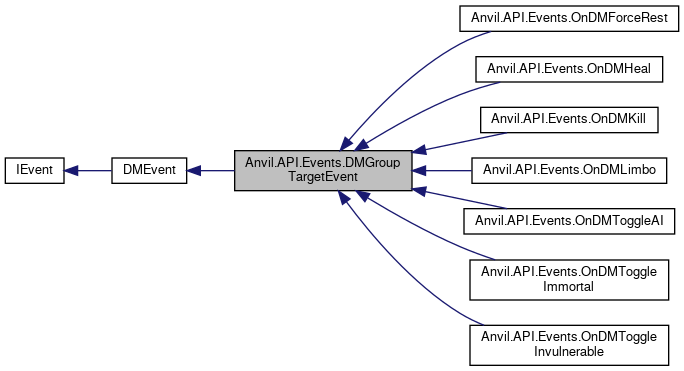 IEvent
DMEvent
Anvil.API.Events.DMGroup
TargetEvent
Anvil.API.Events.OnDMForceRest
Anvil.API.Events.OnDMHeal
Anvil.API.Events.OnDMKill
Anvil.API.Events.OnDMLimbo
Anvil.API.Events.OnDMToggleAI
Anvil.API.Events.OnDMToggle
Immortal
Anvil.API.Events.OnDMToggle
Invulnerable